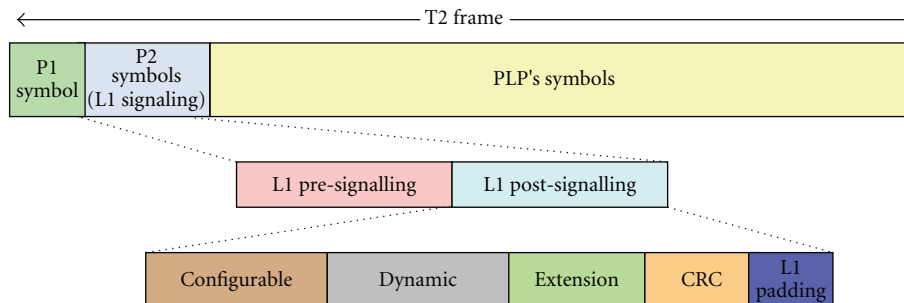 T2 frame
P1
symbol
P2
symbols
(L1 signaling)
PLP's symbols
L1 pre-signalling
L1 post-signalling
Configurable
Dynamic
Extension
CRC
L1
padding